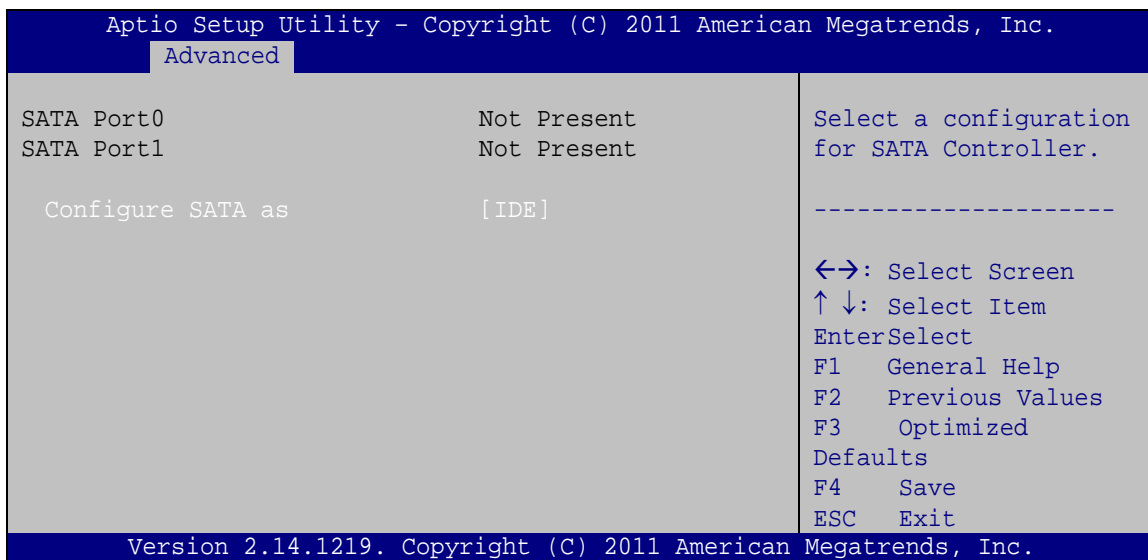 Aptio Setup Utility – Copyright (C) 2011 American Megatrends, Inc.
Advanced
SATA Port0 Not Present
SATA Port1 Not Present
Configure SATA as [IDE]
Select a configuration
for SATA Controller.
---------------------
←→: Select Screen
↑ ↓: Select Item
EnterSelect
F1 General Help
F2 Previous Values
F3 Optimized
Defaults
F4 Save
ESC Exit
Version 2.14.1219. Copyright (C) 2011 American Megatrends, Inc.